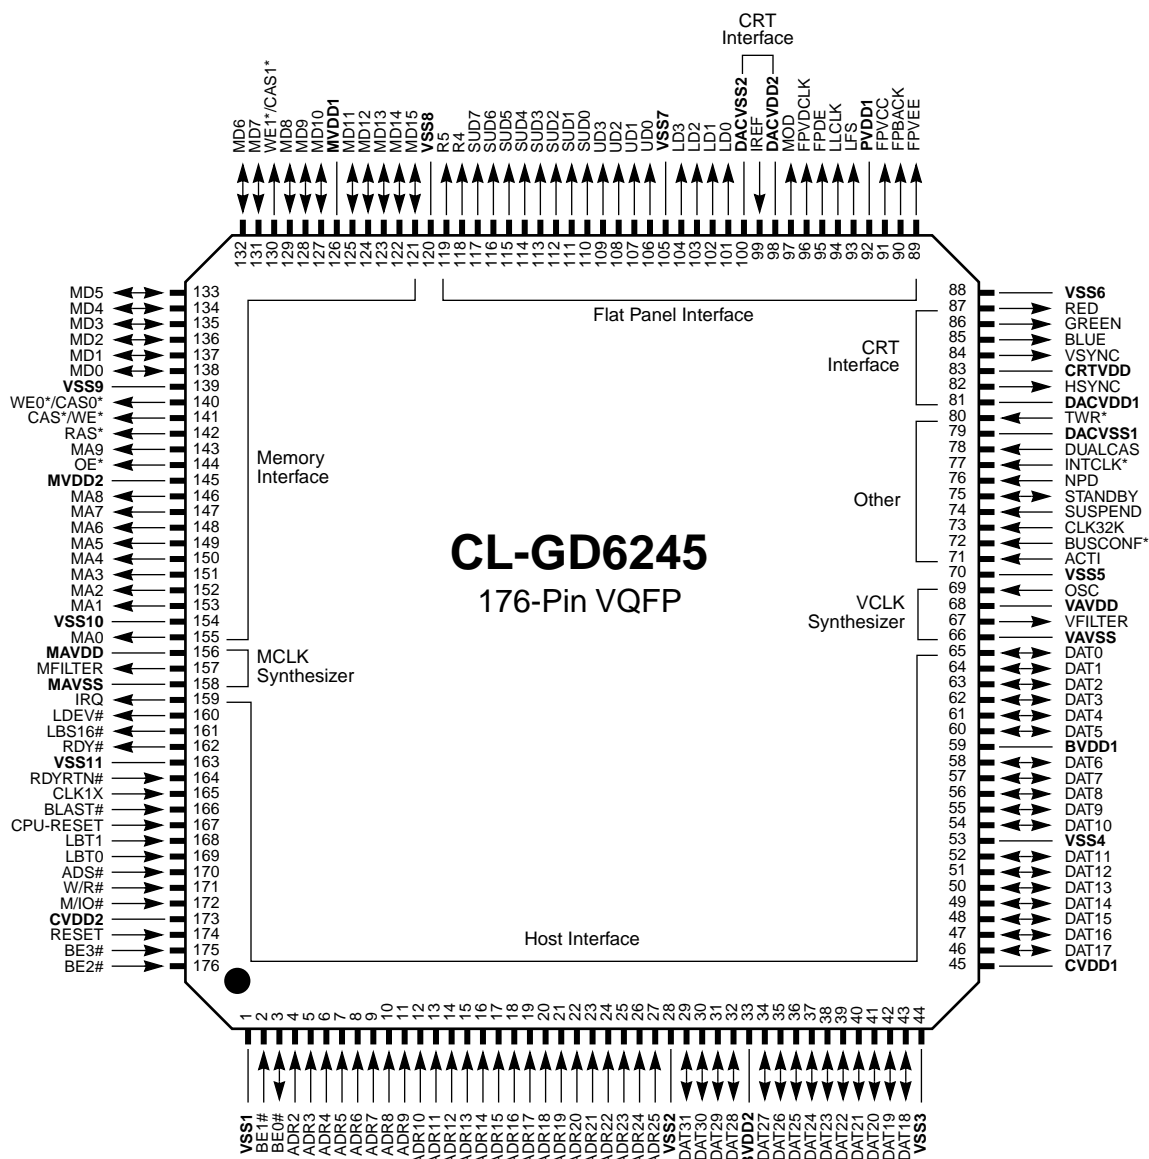 CRT
Interface
MD6
MD7
WE1*/CAS1*
MD8
MD9
MD10
MVDD1
MD11
MD12
MD13
MD14
MD15
VSS8
R5
R4
SUD7
SUD6
SUD5
SUD4
SUD3
SUD2
SUD1
SUD0
UD3
UD2
UD1
UD0
VSS7
LD3
LD2
LD1
LD0
DACVSS2
IREF
DACVDD2
MOD
FPVDCLK
FPDE
LLCLK
LFS
PVDD1
FPVCC
FPBACK
FPVEE
132
131
130
129
128
127
126
125
124
123
122
121
120
119
118
117
116
115
114
113
112
111
110
109
108
107
106
105
104
103
102
101
100
99
98
97
96
95
94
93
92
91
90
89
MD5 133
MD4 134
MD3 135
MD2 136
MD1 137
MD0 138
VSS9 139
WE0*/CAS0* 140
CAS*/WE* 141
RAS* 142
MA9 143
OE* 144
MVDD2 145
MA8 146
MA7 147
MA6 148
MA5 149
MA4 150
MA3 151
MA2 152
MA1 153
VSS10 154
MA0 155
MAVDD 156
MFILTER 157
MAVSS 158
IRQ 159
LDEV# 160
LBS16# 161
RDY# 162
VSS11 163
RDYRTN# 164
CLK1X 165
BLAST# 166
CPU-RESET 167
LBT1 168
LBT0 169
ADS# 170
W/R# 171
M/IO# 172
CVDD2 173
RESET 174
BE3# 175
BE2# 176
Flat Panel Interface
CRT
Interface
Memory
Interface
Other
CL-GD6245
176-Pin VQFP
VCLK
Synthesizer
MCLK
Synthesizer
Host Interface
88 VSS6
87 RED
86 GREEN
85 BLUE
84 VSYNC
83 CRTVDD
82 HSYNC
81 DACVDD1
80 TWR*
79 DACVSS1
78 DUALCAS
77 INTCLK*
76 NPD
75 STANDBY
74 SUSPEND
73 CLK32K
72 BUSCONF*
71 ACTI
70 VSS5
69 OSC
68 VAVDD
67 VFILTER
66 VAVSS
65 DAT0
64 DAT1
63 DAT2
62 DAT3
61 DAT4
60 DAT5
59 BVDD1
58 DAT6
57 DAT7
56 DAT8
55 DAT9
54 DAT10
53 VSS4
52 DAT11
51 DAT12
50 DAT13
49 DAT14
48 DAT15
47 DAT16
46 DAT17
45 CVDD1
1
2
3
4
5
6
7
8
9
10
11
12
13
14
15
16
17
18
19
20
21
22
23
24
25
26
27
28
29
30
31
32
33
34
35
36
37
38
39
40
41
42
43
44
VSS1
BE1#
BE0#
ADR2
ADR3
ADR4
ADR5
ADR6
ADR7
ADR8
ADR9
ADR10
ADR11
ADR12
ADR13
ADR14
ADR15
ADR16
ADR17
ADR18
ADR19
ADR20
ADR21
ADR22
ADR23
ADR24
ADR25
VSS2
DAT31
DAT30
DAT29
DAT28
BVDD2
DAT27
DAT26
DAT25
DAT24
DAT23
DAT22
DAT21
DAT20
DAT19
DAT18
VSS3